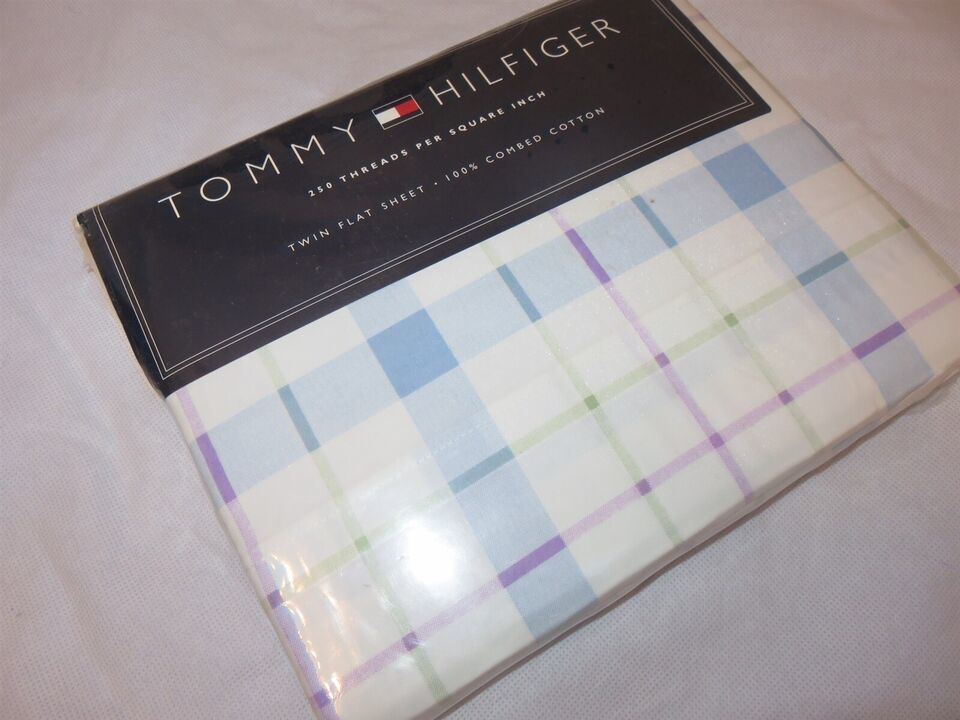 TOMMY HILFIGER
250 THREADS PER SQUARE INCH
TWIN FLAT SHEET • 100% COMBED COTTON